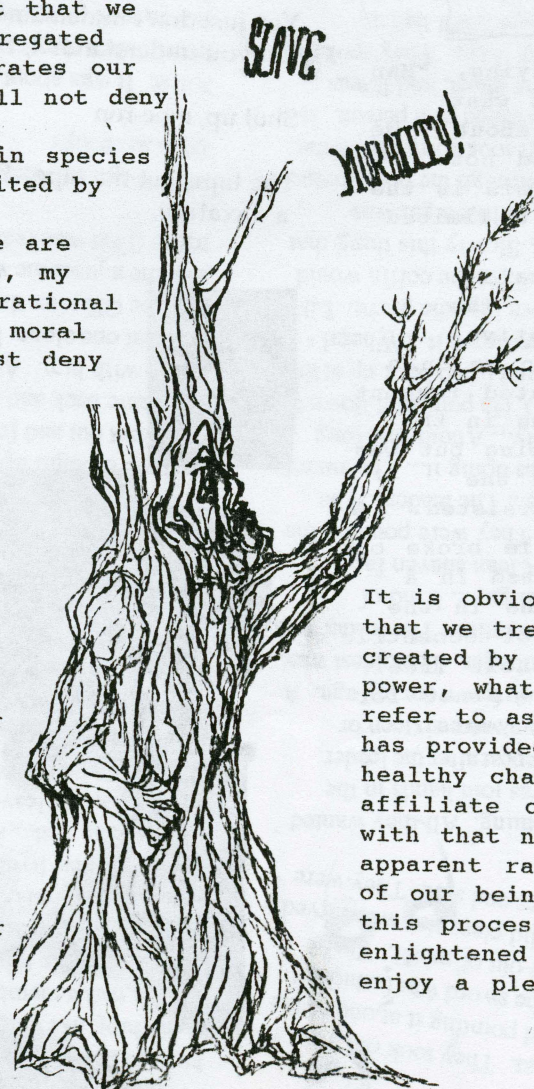 t that we
regated
rates our
ll not deny
in species
ited by
e are
, my
rational
moral
st deny
SLAVE
MORALITY!
It is obvio
that we tre
created by
power, what
refer to as
has provide
healthy cha
affiliate o
with that n
apparent ra
of our bein
this proces
enlightened
enjoy a ple